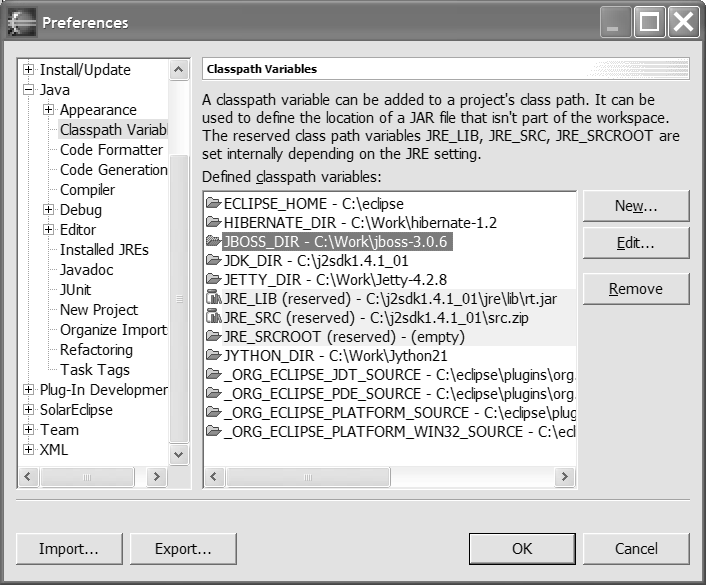 Preferences
Install/Update
Java
Appearance
Classpath Variabl
Code Formatter
Code Generation
Compiler
Debug
Editor
Installed JREs
Javadoc
JUnit
New Project
Organize Import
Refactoring
Task Tags
Plug-In Developmer
SolarEclipse
Team
XML
Classpath Variables
A classpath variable can be added to a project's class path. It can be
used to define the location of a JAR file that isn't part of the workspace.
The reserved class path variables JRE_LIB, JRE_SRC, JRE_SRCROOT are
set internally depending on the JRE setting.
Defined classpath variables:
ECLIPSE_HOME - C:\eclipse
HIBERNATE_DIR - C:\Work\hibernate-1.2
JBOSS_DIR - C:\Work\jboss-3.0.6
JDK_DIR - C:\j2sdk1.4.1_01
JETTY_DIR - C:\Work\Jetty-4.2.8
JRE_LIB (reserved) - C:\j2sdk1.4.1_01\jre\lib\rt.jar
JRE_SRC (reserved) - C:\j2sdk1.4.1_01\src.zip
JRE_SRCROOT (reserved) - (empty)
JYTHON_DIR - C:\Work\Jython21
_ORG_ECLIPSE_JDT_SOURCE - C:\eclipse\plugins\org.
_ORG_ECLIPSE_PDE_SOURCE - C:\eclipse\plugins\org
_ORG_ECLIPSE_PLATFORM_SOURCE - C:\eclipse\plug
_ORG_ECLIPSE_PLATFORM_WIN32_SOURCE - C:\ecl
New...
Edit...
Remove
Import...
Export...
OK
Cancel